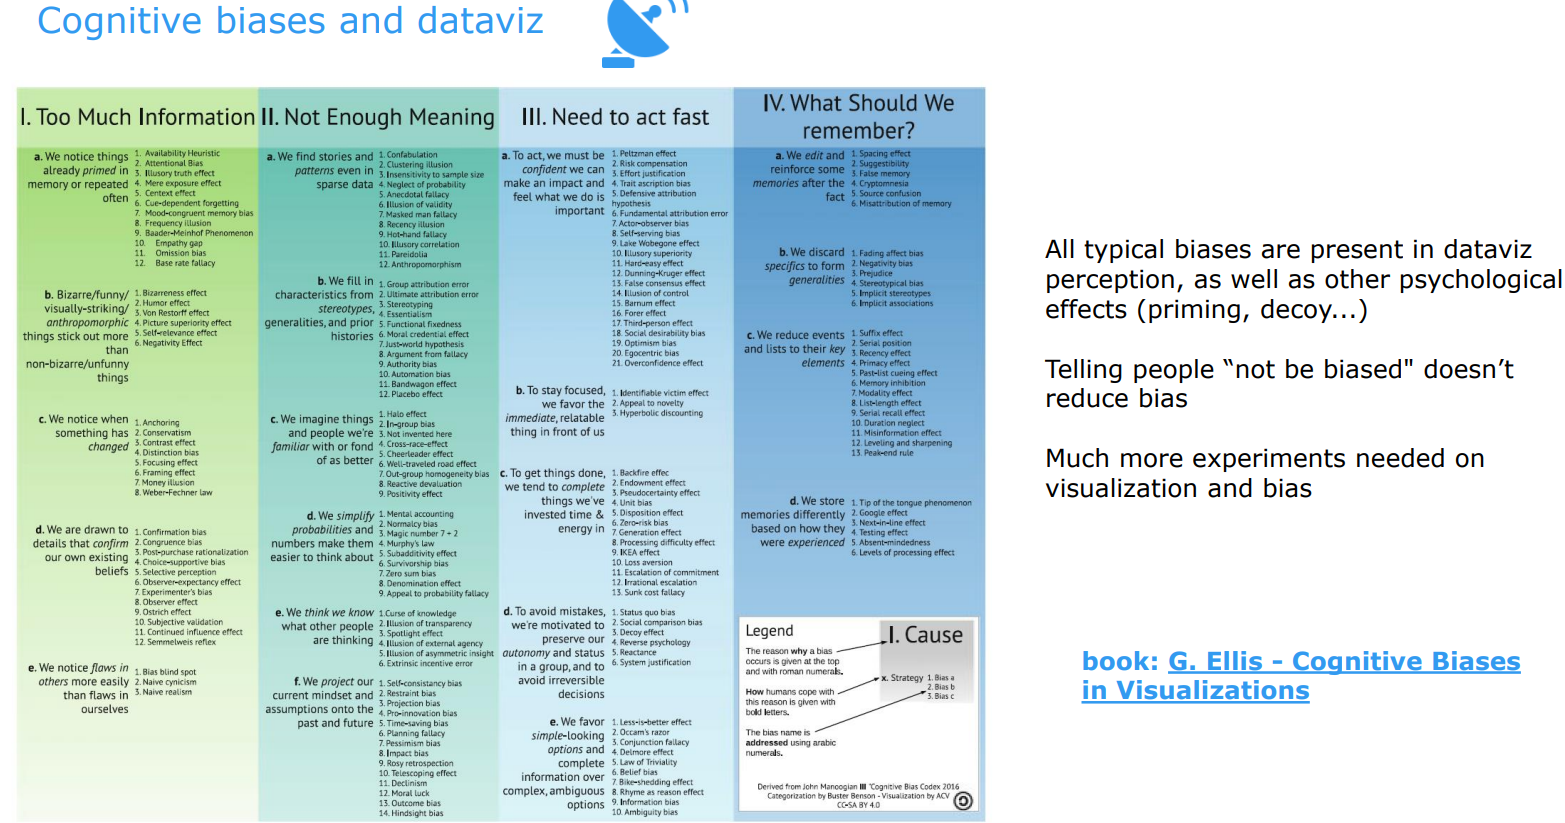 Cognitive biases and dataviz
I. Too Much Information
a. We notice things
already primed in
memory or repeated
often
1. Availability Heuristic
2. Attentional Bias
3. Illusory truth effect
4. Mere exposure effect
5. Centext effect
6. Cue-dependent forgetting
7. Mood-congruent memory bias
8. Frequency illusion
9. Baader-Meinhof Phenomenon
10. Empathy gap
11. Omission bias
12. Base rate fallacy
b. Bizarre/funny/
visually-striking/
anthropomorphic
things stick out more
than
non-bizarre/unfunny
things
1. Bizarreness effect
2. Humor effect
3. Von Restorff effect
4. Picture superiority effect
5. Self-relevance effect
6. Negativity Effect
c. We notice when
something has
changed
1. Anchoring
2. Conservatism
3. Contrast effect
4. Distinction bias
5. Focusing effect
6. Framing effect
7. Money illusion
8. Weber-Fechner law
d. We are drawn to
details that confirm
our own existing
beliefs
1. Confirmation bias
2. Congruence bias
3. Post-purchase rationalization
4. Choice-supportive bias
5. Selective perception
6. Observer-expectancy effect
7. Experimenter's bias
8. Observer effect
9. Ostrich effect
10. Subjective validation
11. Continued influence effect
12. Semmelweis reflex
e. We notice flaws in
others more easily
than flaws in
ourselves
1. Bias blind spot
2. Naive cynicism
3. Naive realism
II. Not Enough Meaning
a. We find stories and
patterns even in
sparse data
1. Confabulation
2. Clustering illusion
3. Insensitivity to sample size
4. Neglect of probability
5. Anecdotal fallacy
6. Illusion of validity
7. Masked man fallacy
8. Recency illusion
9. Hot-hand fallacy
10. Illusory correlation
11. Pareidolia
12. Anthropomorphism
b. We fill in
characteristics from
stereotypes,
generalities, and prior
histories
1. Group attribution error
2. Ultimate attribution error
3. Stereotyping
4. Essentialism
5. Functional fixedness
6. Moral credential effect
7. Just-world hypothesis
8. Argument from fallacy
9. Authority bias
10. Automation bias
11. Bandwagon effect
12. Placebo effect
c. We imagine things
and people we're
familiar with or fond
of as better
1. Halo effect
2. In-group bias
3. Not invented here
4. Cross-race-effect
5. Cheerleader effect
6. Well-traveled road effect
7. Out-group homogeneity bias
8. Reactive devaluation
9. Positivity effect
d. We simplify
probabilities and
numbers make them
easier to think about
1. Mental accounting
2. Normalcy bias
3. Magic number 7 + 2
4. Murphy's law
5. Subadditivity effect
6. Survivorship bias
7. Zero sum bias
8. Denomination effect
9. Appeal to probability fallacy
e. We think we know
what other people
are thinking
1. Curse of knowledge
2. Illusion of transparency
3. Spotlight effect
4. Illusion of external agency
5. Illusion of asymmetric insight
6. Extrinsic incentive error
f. We project our
current mindset and
assumptions onto the
past and future
1. Self-consistancy bias
2. Restraint bias
3. Projection bias
4. Pro-innovation bias
5. Time-saving bias
6. Planning fallacy
7. Pessimism bias
8. Impact bias
9. Rosy retrospection
10. Telescoping effect
11. Declinism
12. Moral luck
13. Outcome bias
14. Hindsight bias
III. Need to act fast
a. To act, we must be
confident we can
make an impact and
feel what we do is
important
1. Peltzman effect
2. Risk compensation
3. Effort justification
4. Trait ascription bias
5. Defensive attribution
hypothesis
6. Fundamental attribution error
7. Actor-observer bias
8. Self-serving bias
9. Lake Wobegone effect
10. Illusory superiority
11. Hard-easy effect
12. Dunning-Kruger effect
13. False consensus effect
14. Illusion of control
15. Barnum effect
16. Forer effect
17. Third-person effect
18. Social desirability bias
19. Optimism bias
20. Egocentric bias
21. Overconfidence effect
b. To stay focused,
we favor the
immediate, relatable
thing in front of us
1. Identifiable victim effect
2. Appeal to novelty
3. Hyperbolic discounting
c. To get things done,
we tend to complete
things we've
invested time &
energy in
1. Backfire effec
2. Endowment effect
3. Pseudocertainty effect
4. Unit bias
5. Disposition effect
6. Zero-risk bias
7. Generation effect
8. Processing difficulty effect
9. IKEA effect
10. Loss aversion
11. Escalation of commitment
12. Irrational escalation
13. Sunk cost fallacy
d. To avoid mistakes,
we're motivated to
preserve our
autonomy and status
in a group, and to
avoid irreversible
decisions
1. Status quo bias
2. Social comparison bias
3. Decoy effect
4. Reverse psychology
5. Reactance
6. System justification
e. We favor
simple-looking
options and
complete
information over
complex, ambiguous
options
1. Less-is-better effect
2. Occam's razor
3. Conjunction fallacy
4. Delmore effect
5. Law of Triviality
6. Belief bias
7. Bike-shedding effect
8. Rhyme as reason effect
9. Information bias
10. Ambiguity bias
IV. What Should We
remember?
a. We edit and
reinforce some
memories after the
fact
1. Spacing effect
2. Suggestibility
3. False memory
4. Cryptomnesia
5. Source confusion
6. Misattribution of memory
b. We discard
specifics to form
generalities
1. Fading affect bias
2. Negativity bias
3. Prejudice
4. Stereotypical bias
5. Implicit stereotypes
6. Implicit associations
c. We reduce events
and lists to their key
elements
1. Suffix effect
2. Serial position
3. Recency effect
4. Primacy effect
5. Past-list cueing effect
6. Memory inhibition
7. Modality effect
8. List-length effect
9. Serial recall effect
10. Duration neglect
11. Misinformation effect
12. Leveling and sharpening
13. Peak-end rule
d. We store
memories differently
based on how they
were experienced
1. Tip of the tongue phenomenon
2. Google effect
3. Next-in-line effect
4. Testing effect
5. Absent-mindedness
6. Levels of processing effect
Legend
The reason why a bias
occurs is given at the top
and with roman numerals.
How humans cope with
this reason is given with
bold letters.
The bias name is
addressed using arabic
numerals.
I. Cause
x. Strategy
1. Bias a
2. Bias b
3. Bias c
Derived from John Manoogian III "Cognitive Bias Codex 2016
Categorization by Buster Benson - Visualization by ACV
CC-SA BY 4.0
All typical biases are present in dataviz
perception, as well as other psychological
effects (priming, decoy...)
Telling people “not be biased" doesn’t
reduce bias
Much more experiments needed on
visualization and bias
book: G. Ellis - Cognitive Biases
in Visualizations